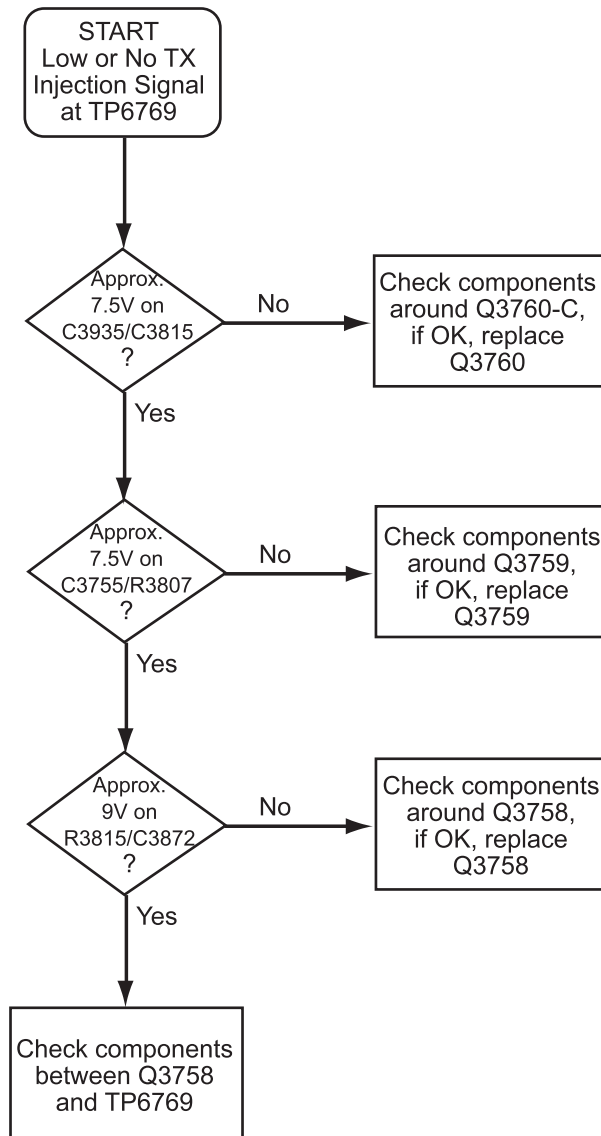 START
Low or No TX
Injection Signal
at TP6769
Approx.
7.5V on
C3935/C3815
?
No
Check components
around Q3760-C,
if OK, replace
Q3760
Yes
Approx.
7.5V on
C3755/R3807
?
No
Check components
around Q3759,
if OK, replace
Q3759
Yes
Approx.
9V on
R3815/C3872
?
No
Check components
around Q3758,
if OK, replace
Q3758
Yes
Check components
between Q3758
and TP6769